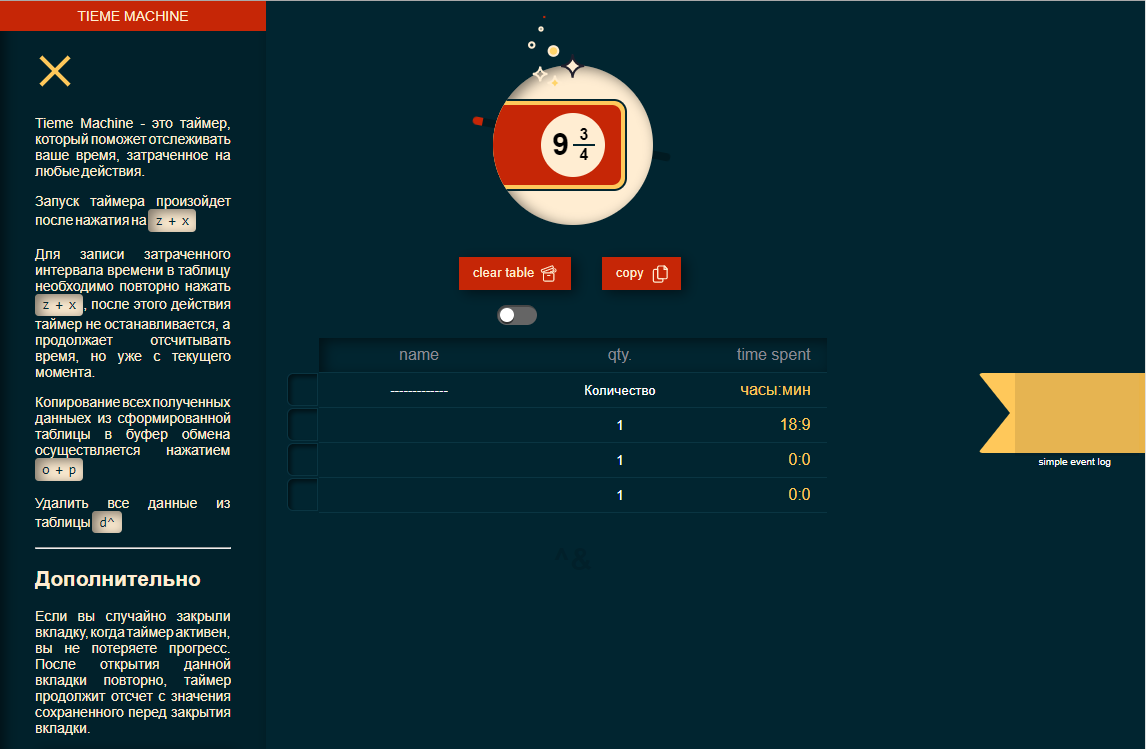 TIEME MACHINE
Tieme Machine - это таймер,
который поможет отслеживать
ваше время, затраченное на
любые действия.
Запуск таймера произойдет
после нажатия на z + x
Для записи затраченного
интервала времени в таблицу
необходимо повторно нажать
z + x, после этого действия
таймер не останавливается, а
продолжает отсчитывать
время, но уже с текущего
момента.
Копирование всех полученных
данныех из сформированной
таблицы в буфер обмена
осуществляется нажатием
o + p
Удалить все данные из
таблицы d^
Дополнительно
Если вы случайно закрыли
вкладку, когда таймер активен,
вы не потеряете прогресс.
После открытия данной
вкладки повторно, таймер
продолжит отсчет с значения
сохраненного перед закрытия
вкладки.
9 3/4
clear table copy
name qty. time spent
------------- Количество часы:мин
1 18:9
1 0:0
1 0:0
simple event log